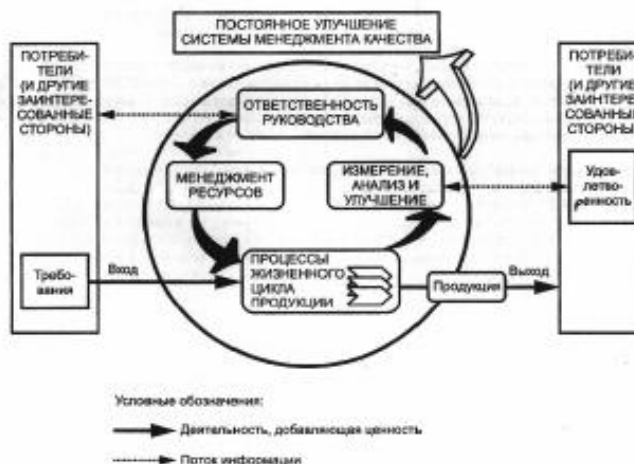 ПОСТОЯННОЕ УЛУЧШЕНИЕ
СИСТЕМЫ МЕНЕДЖМЕНТА КАЧЕСТВА
ПОТРЕБИ-
ТЕЛИ
(И ДРУГИЕ
ЗАИНТЕРЕ-
СОВАННЫЕ
СТОРОНЫ)
ОТВЕТСТВЕННОСТЬ
РУКОВОДСТВА
МЕНЕДЖМЕНТ
РЕСУРСОВ
ИЗМЕРЕНИЕ,
АНАЛИЗ И
УЛУЧШЕНИЕ
ПОТРЕБИ-
ТЕЛИ
(И ДРУГИЕ
ЗАИНТЕРЕ-
СОВАННЫЕ
СТОРОНЫ)
Удов-
летво-
ренность
Требо-
вания
Вход
ПРОЦЕССЫ
ЖИЗНЕННОГО
ЦИКЛА
ПРОДУКЦИИ
Продукция
Выход
Условные обозначения:
Деятельность, добавляющая ценность
Поток информации